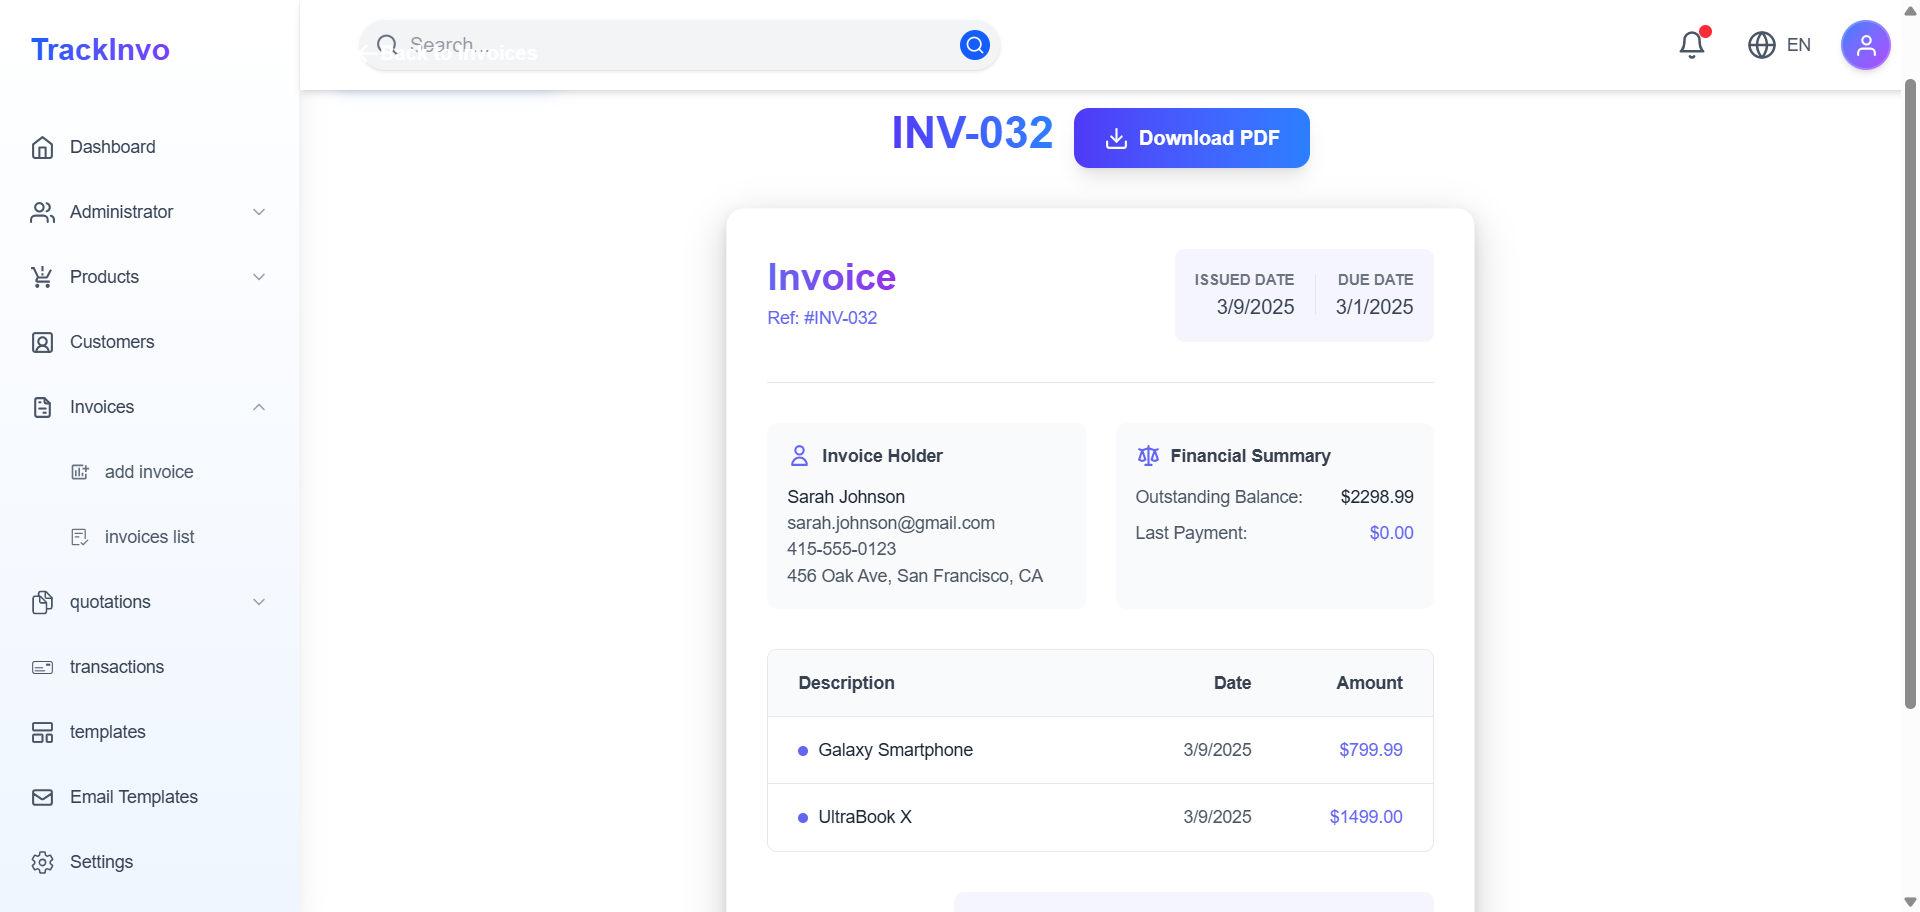 TrackInvo
Search...
Back to Invoices
EN
Dashboard
Administrator
Products
Customers
Invoices
add invoice
invoices list
quotations
transactions
templates
Email Templates
Settings
INV-032
Download PDF
Invoice
Ref: #INV-032
ISSUED DATE
3/9/2025
DUE DATE
3/1/2025
Invoice Holder
Sarah Johnson
sarah.johnson@gmail.com
415-555-0123
456 Oak Ave, San Francisco, CA
Financial Summary
Outstanding Balance: $2298.99
Last Payment: $0.00
Description Date Amount
Galaxy Smartphone 3/9/2025 $799.99
UltraBook X 3/9/2025 $1499.00